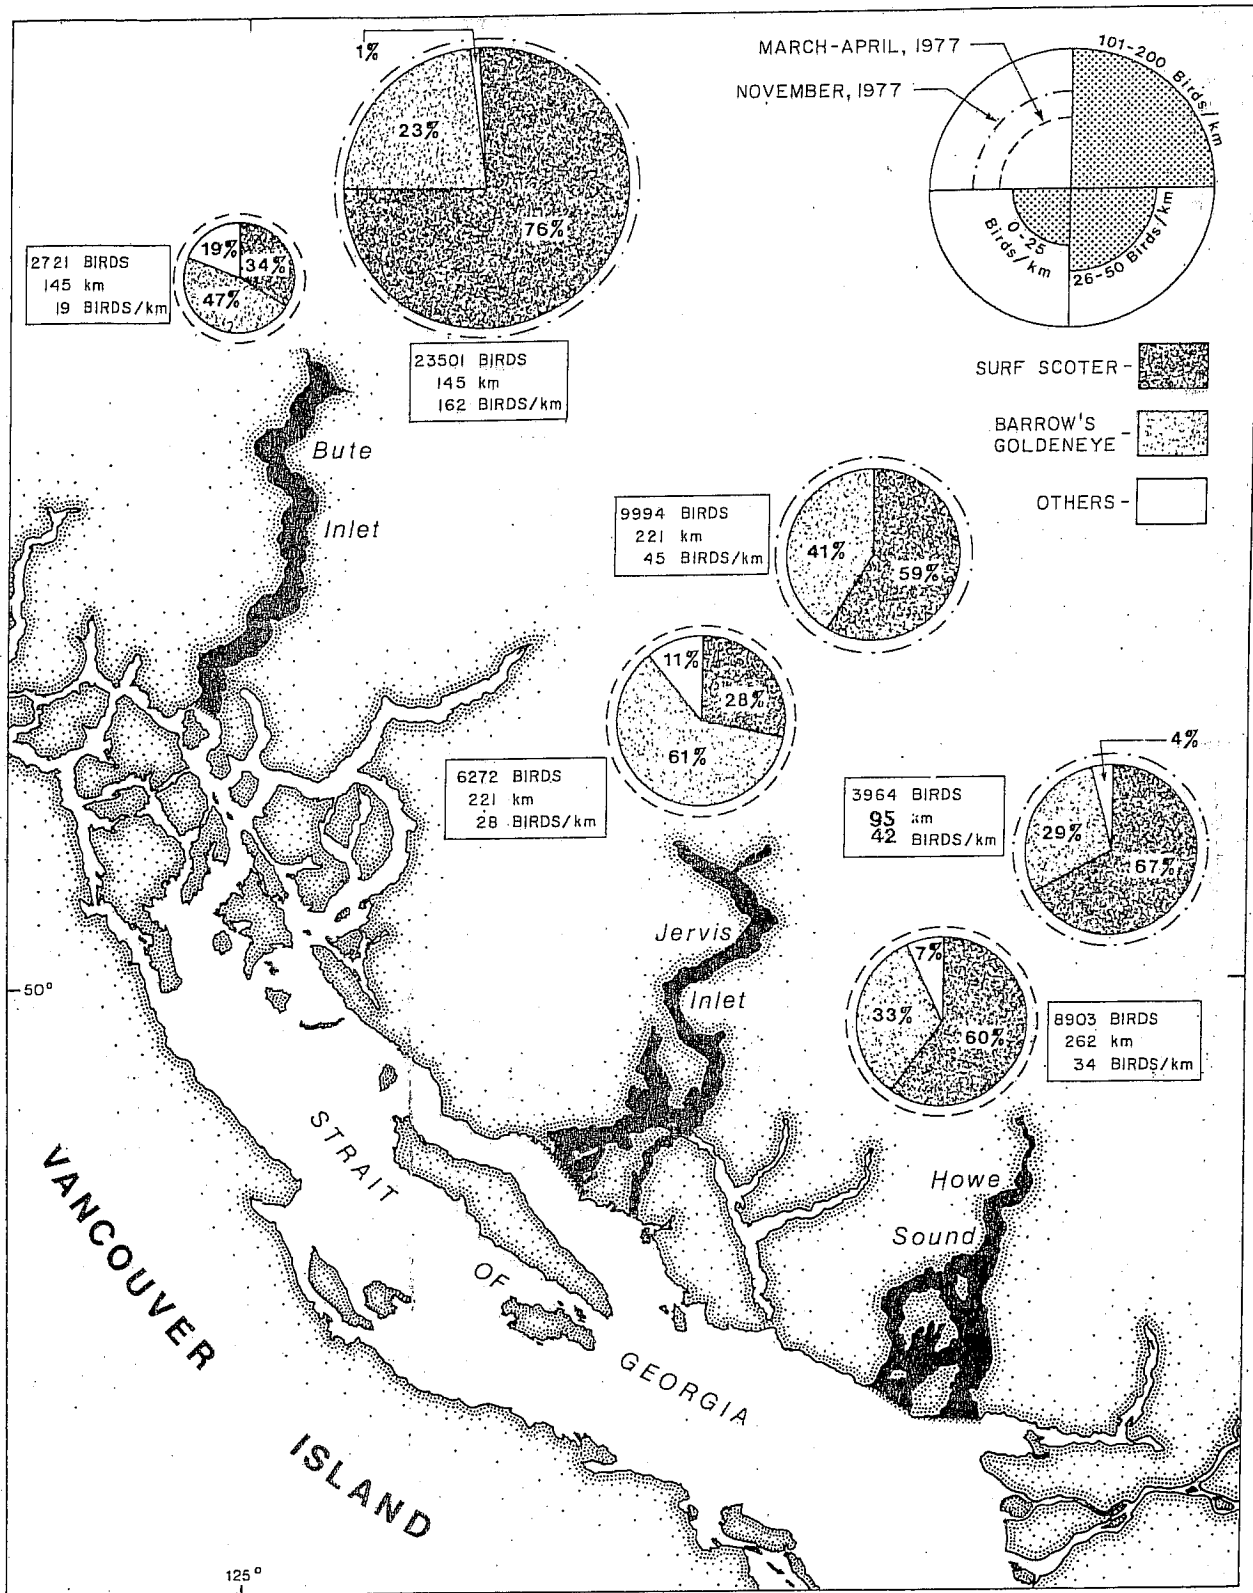 1%
23%
76%
MARCH-APRIL, 1977
NOVEMBER, 1977
101-200 Birds/km
0-25
Birds/km
26-50 Birds/km
2721 BIRDS
145 km
19 BIRDS/km
19%
34%
47%
23501 BIRDS
145 km
162 BIRDS/km
SURF SCOTER-
BARROW'S
GOLDENEYE-
OTHERS-
Bute
Inlet
9994 BIRDS
221 km
45 BIRDS/km
41%
59%
11%
28%
61%
6272 BIRDS
221 km
28 BIRDS/km
4%
29%
67%
3964 BIRDS
95 km
42 BIRDS/km
Jervis
Inlet
7%
33%
60%
8903 BIRDS
262 km
34 BIRDS/km
50°
Howe
Sound
STRAIT
OF
GEORGIA
VANCOUVER
ISLAND
125°